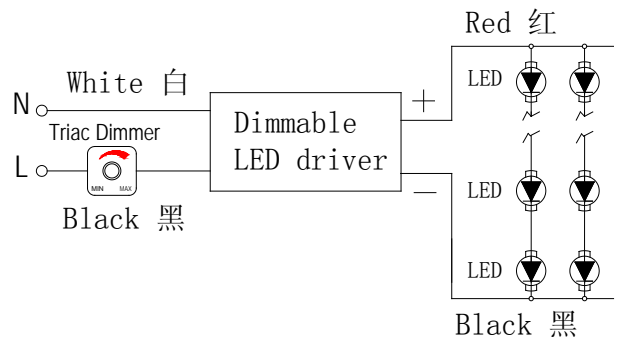 Red 红
White 白
LED
N
+
Triac Dimmer
Dimmable
LED driver
L
MIN MAX
−
LED
Black 黑
LED
Black 黑